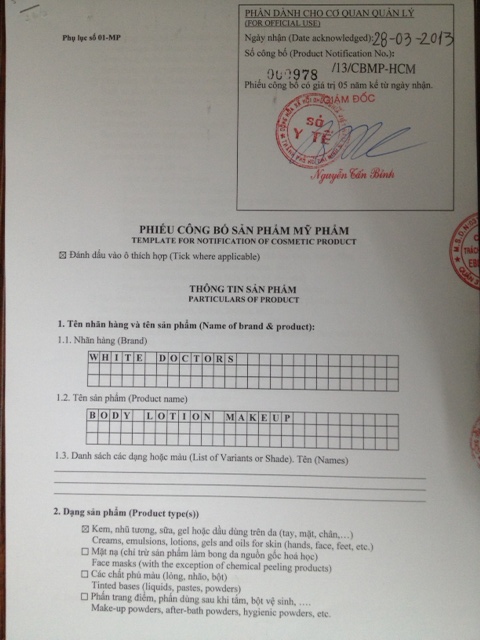 Phụ lục số 01-MP
PHẦN DÀNH CHO CƠ QUAN QUẢN LÝ
(FOR OFFICIAL USE)
Ngày nhận (Date acknowledged): 28-03-2013
Số công bố (Product Notification No.):
/13/CBMP-HCM
Phiếu công bố có giá trị 05 năm kể từ ngày nhận.
GIÁM ĐỐC
SỞ
Y TẾ
Nguyễn Tấn Bỉnh
PHIẾU CÔNG BỐ SẢN PHẨM MỸ PHẨM
TEMPLATE FOR NOTIFICATION OF COSMETIC PRODUCT
☒ Đánh dấu vào ô thích hợp (Tick where applicable)
THÔNG TIN SẢN PHẨM
PARTICULARS OF PRODUCT
1. Tên nhãn hàng và tên sản phẩm (Name of brand & product):
1.1. Nhãn hàng (Brand)
WHITE DOCTORS
1.2. Tên sản phẩm (Product name)
BODY LOTION MAKEUP
1.3. Danh sách các dạng hoặc màu (List of Variants or Shade). Tên (Names)
2. Dạng sản phẩm (Product type(s))
☒ Kem, nhũ tương, sữa, gel hoặc dầu dùng trên da (tay, mặt, chân,…)
Creams, emulsions, lotions, gels and oils for skin (hands, face, feet, etc.)
☐ Mặt nạ (chỉ trừ sản phẩm làm bong da nguồn gốc hoá học)
Face masks (with the exception of chemical peeling products)
☐ Các chất phủ màu (lỏng, nhão, bột)
Tinted bases (liquids, pastes, powders)
☐ Phấn trang điểm, phấn dùng sau khi tắm, bột vệ sinh, ….
Make-up powders, after-bath powders, hygienic powders, etc.